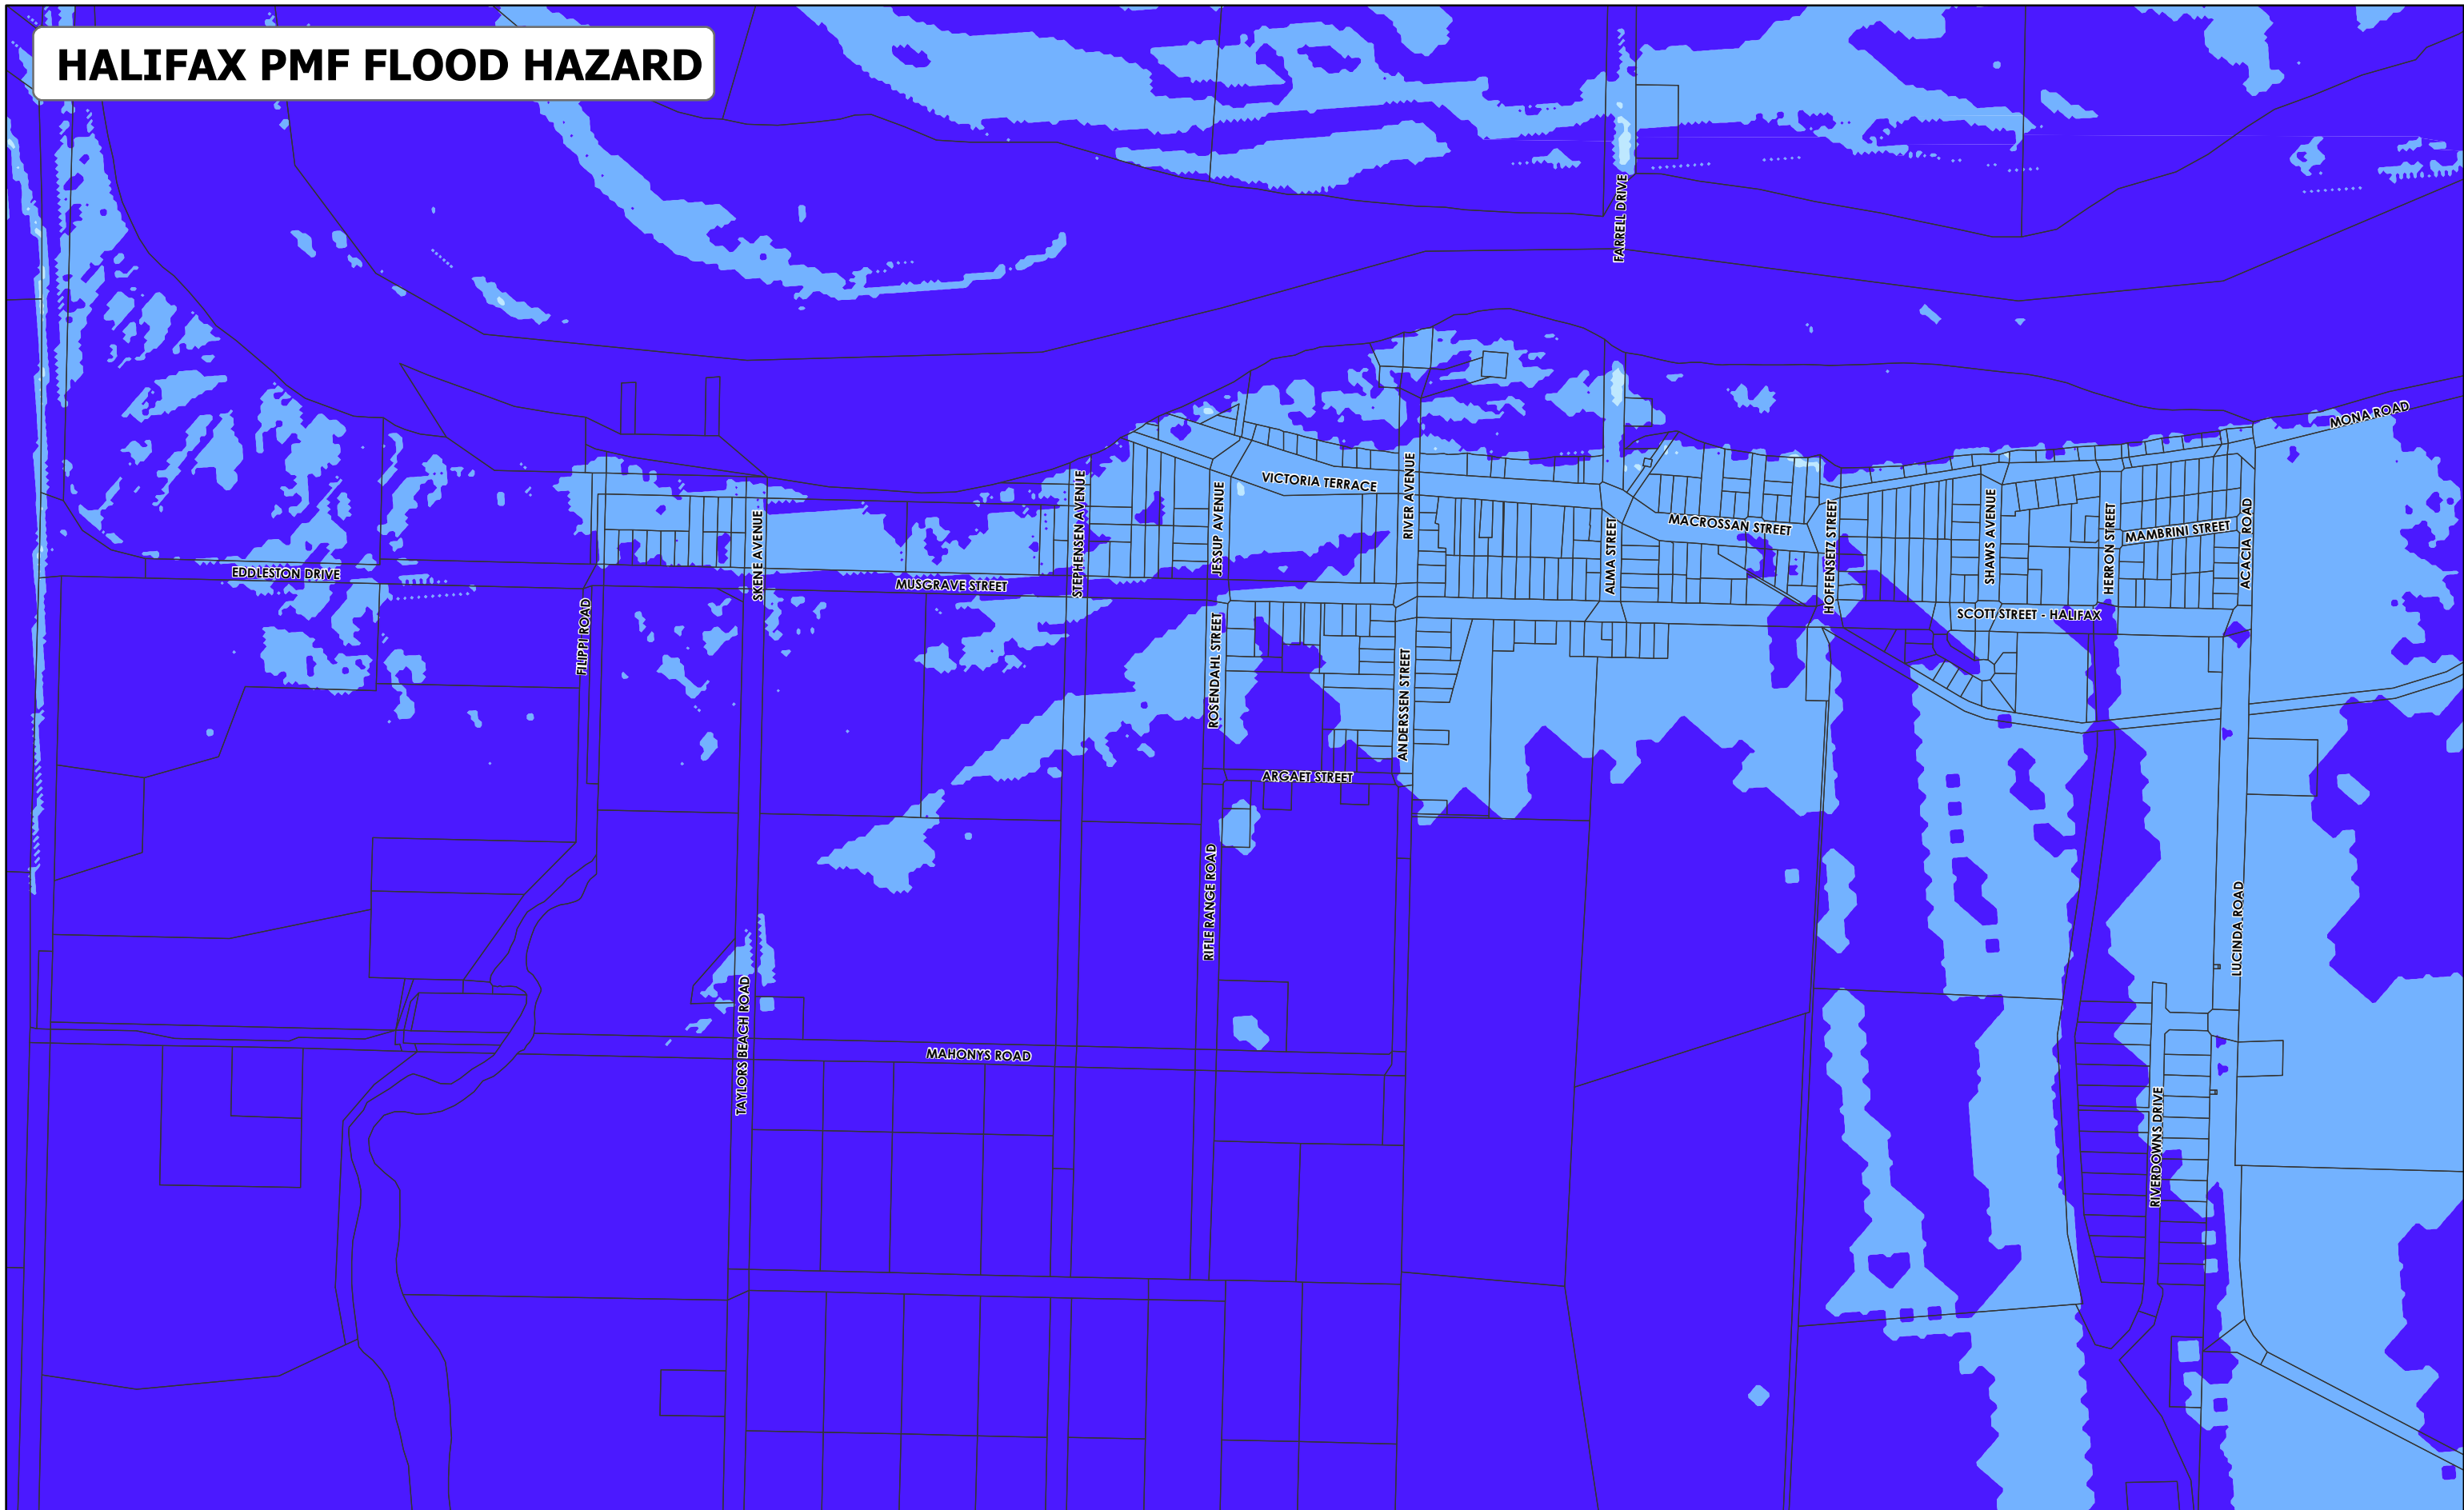 HALIFAX PMF FLOOD HAZARD
FARRELL DRIVE
MONA ROAD
VICTORIA TERRACE
RIVER AVENUE
STEPHENSEN AVENUE
JESSUP AVENUE
SKENE AVENUE
MACROSSAN STREET
ALMA STREET
HOFFENSETZ STREET
SHAWS AVENUE
HERRON STREET
MAMBRINI STREET
ACACIA ROAD
EDDLESTON DRIVE
MUSGRAVE STREET
FILIPPI ROAD
SCOTT STREET - HALIFAX
ROSENDAHL STREET
ANDERSSEN STREET
ARGAET STREET
RIFLE RANGE ROAD
LUCINDA ROAD
TAYLORS BEACH ROAD
MAHONYS ROAD
RIVERDOWNS DRIVE